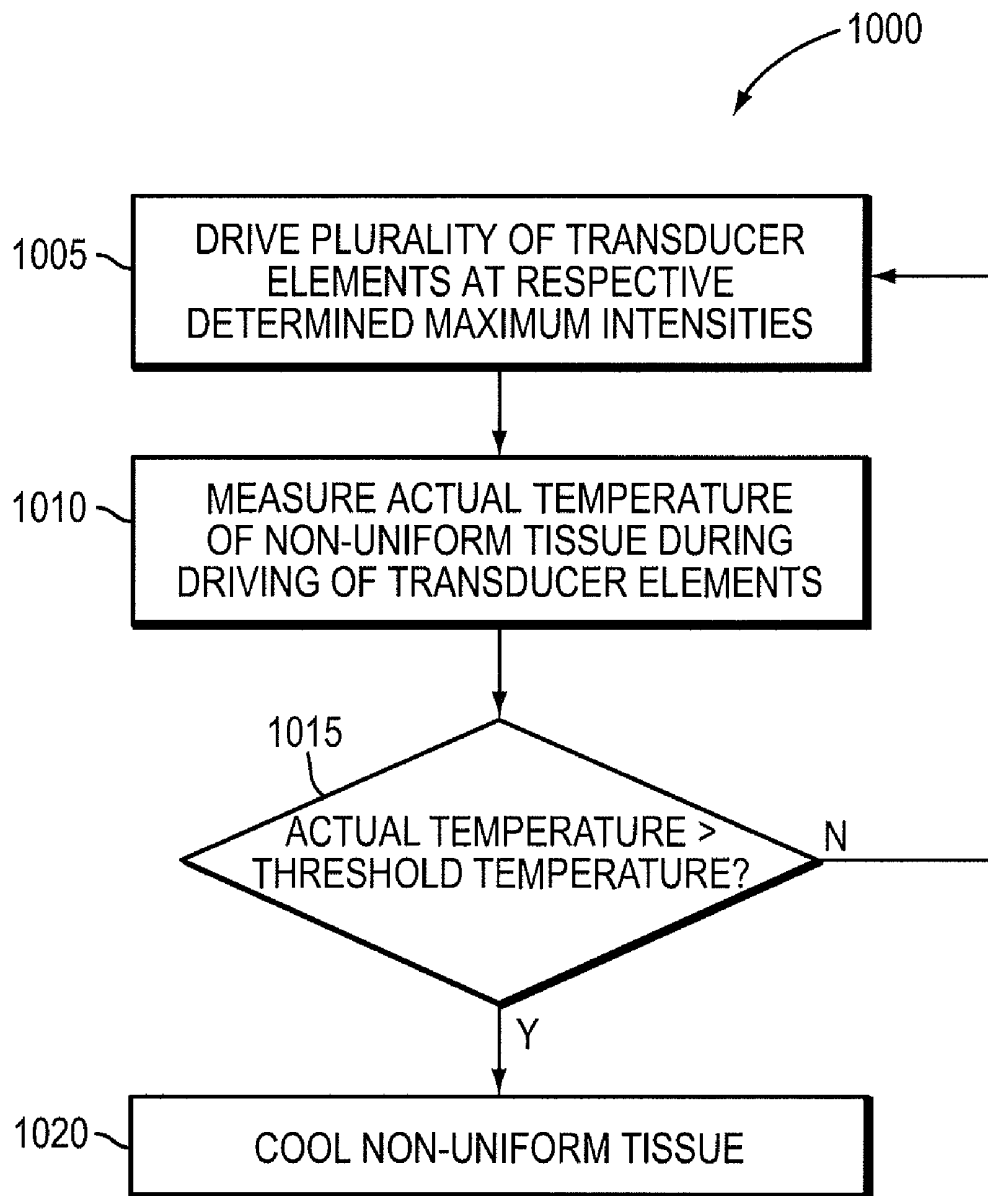 1000
1005
DRIVE PLURALITY OF TRANSDUCER
ELEMENTS AT RESPECTIVE
DETERMINED MAXIMUM INTENSITIES
1010
MEASURE ACTUAL TEMPERATURE
OF NON-UNIFORM TISSUE DURING
DRIVING OF TRANSDUCER ELEMENTS
1015
ACTUAL TEMPERATURE >
THRESHOLD TEMPERATURE?
N
Y
1020
COOL NON-UNIFORM TISSUE